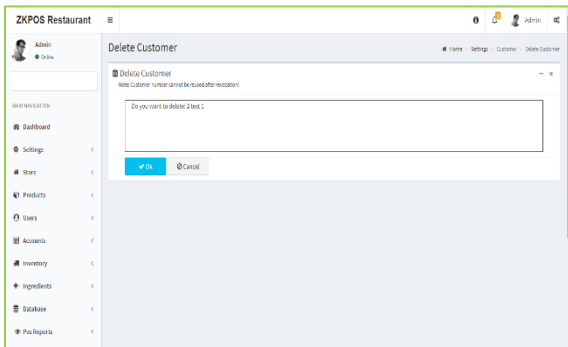 ZKPOS Restaurant
Admin
Admin
Online
Delete Customer
Home > Settings > Customer > Delete Customer
Delete Customer
Note: Customer number cannot be reused after revocation!
Do you want to delete: 2 test 1
Ok
Cancel
MAIN NAVIGATION
Dashboard
Settings
Store
Products
Users
Accounts
Inventory
Ingredients
Database
Pos Reports